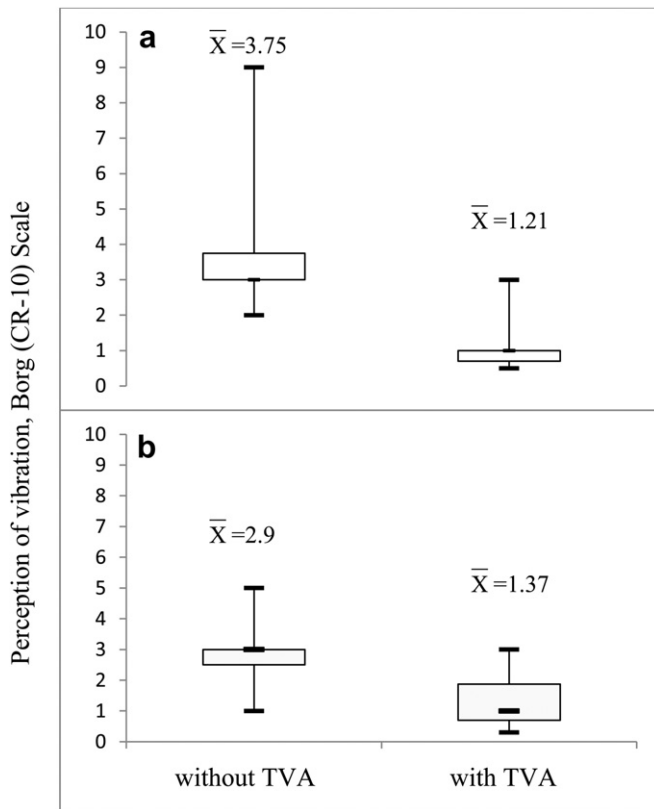 Perception of vibration, Borg (CR-10) Scale
a
10
9
8
7
6
5
4
3
2
1
0
X̄ =3.75
X̄ =1.21
b
10
9
8
7
6
5
4
3
2
1
0
X̄ =2.9
X̄ =1.37
without TVA
with TVA